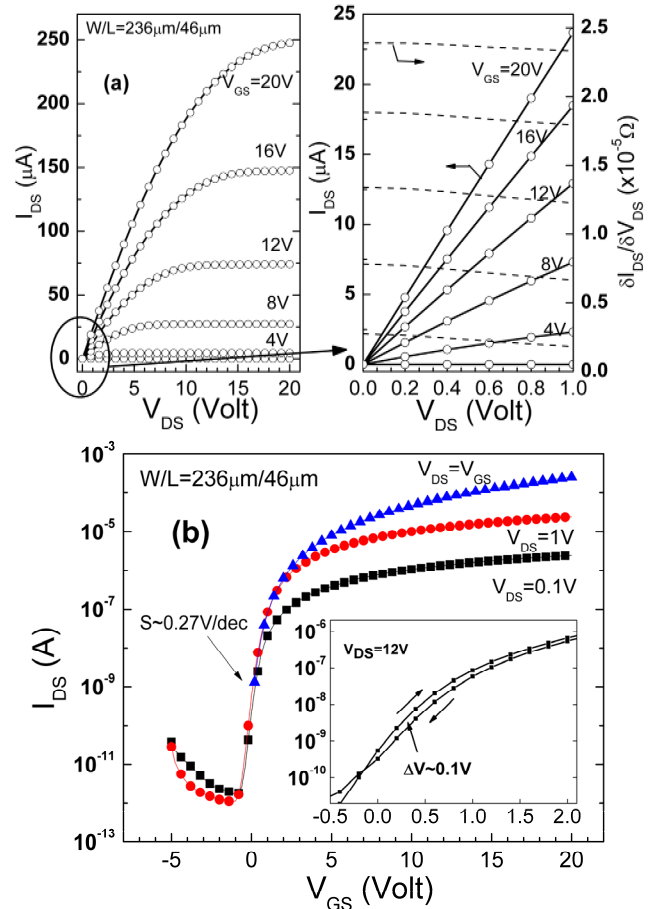 W/L=236μm/46μm
(a)
V_GS=20V
16V
12V
8V
4V
250
200
150
100
50
0
I_DS (μA)
0 5 10 15 20
V_DS (Volt)
V_GS=20V
16V
12V
8V
4V
25
20
15
10
5
0
I_DS (μA)
2.5
2.0
1.5
1.0
0.5
0.0
δI_DS/δV_DS (x10^-5Ω)
0.0 0.2 0.4 0.6 0.8 1.0
V_DS (Volt)
W/L=236μm/46μm
(b)
V_DS=V_GS
V_DS=1V
V_DS=0.1V
S~0.27V/dec
10^-3
10^-5
10^-7
10^-9
10^-11
10^-13
I_DS (A)
-5 0 5 10 15 20
V_GS (Volt)
V_DS=12V
ΔV~0.1V
10^-6
10^-7
10^-8
10^-9
10^-10
-0.5 0.0 0.5 1.0 1.5 2.0